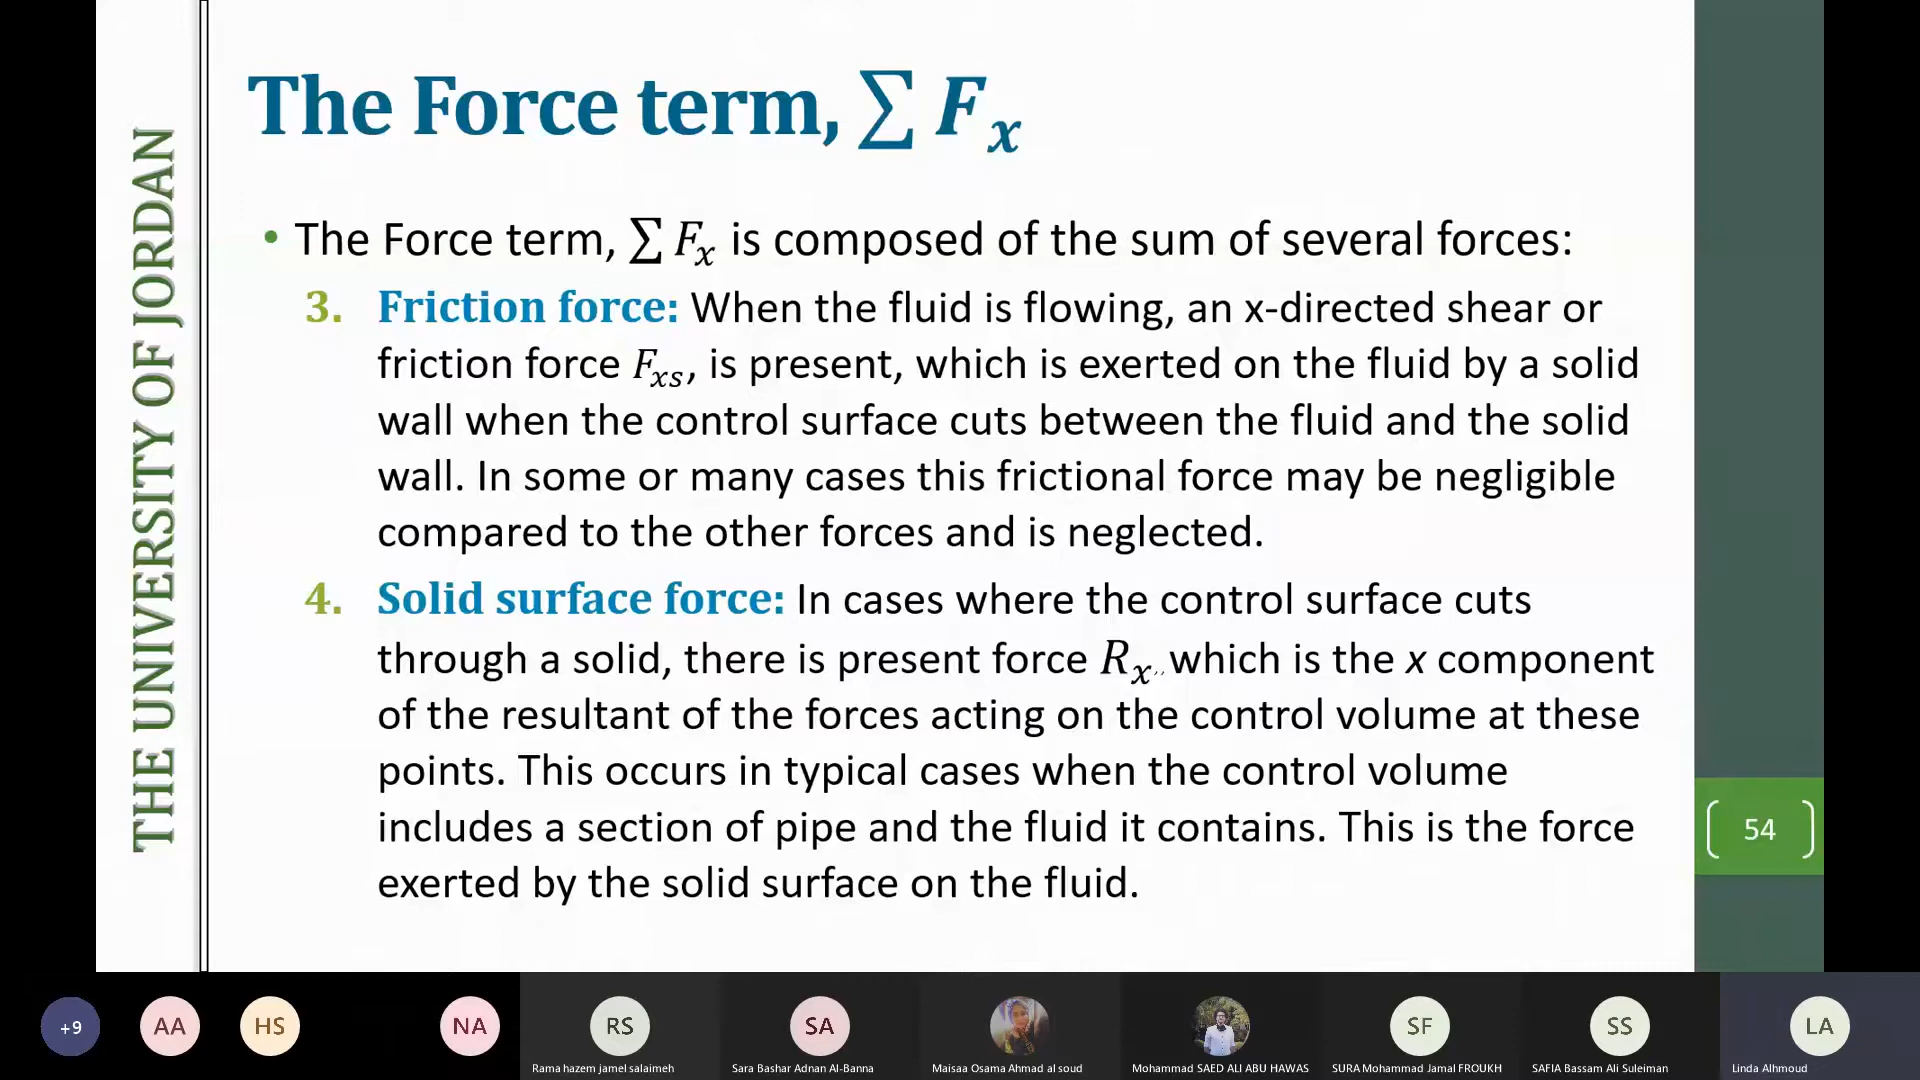 THE UNIVERSITY OF JORDAN
The Force term, ∑ Fx
• The Force term, ∑ Fx is composed of the sum of several forces:
3. Friction force: When the fluid is flowing, an x-directed shear or
friction force Fxs, is present, which is exerted on the fluid by a solid
wall when the control surface cuts between the fluid and the solid
wall. In some or many cases this frictional force may be negligible
compared to the other forces and is neglected.
4. Solid surface force: In cases where the control surface cuts
through a solid, there is present force Rx,, which is the x component
of the resultant of the forces acting on the control volume at these
points. This occurs in typical cases when the control volume
includes a section of pipe and the fluid it contains. This is the force
exerted by the solid surface on the fluid.
54
+9 AA HS NA RS SA SF SS LA
Rama hazem jamel salaimeh Sara Bashar Adnan Al-Banna Maisaa Osama Ahmad al soud Mohammad SAED ALI ABU HAWAS SURA Mohammad Jamal FROUKH SAFIA Bassam Ali Suleiman Linda Alhmoud